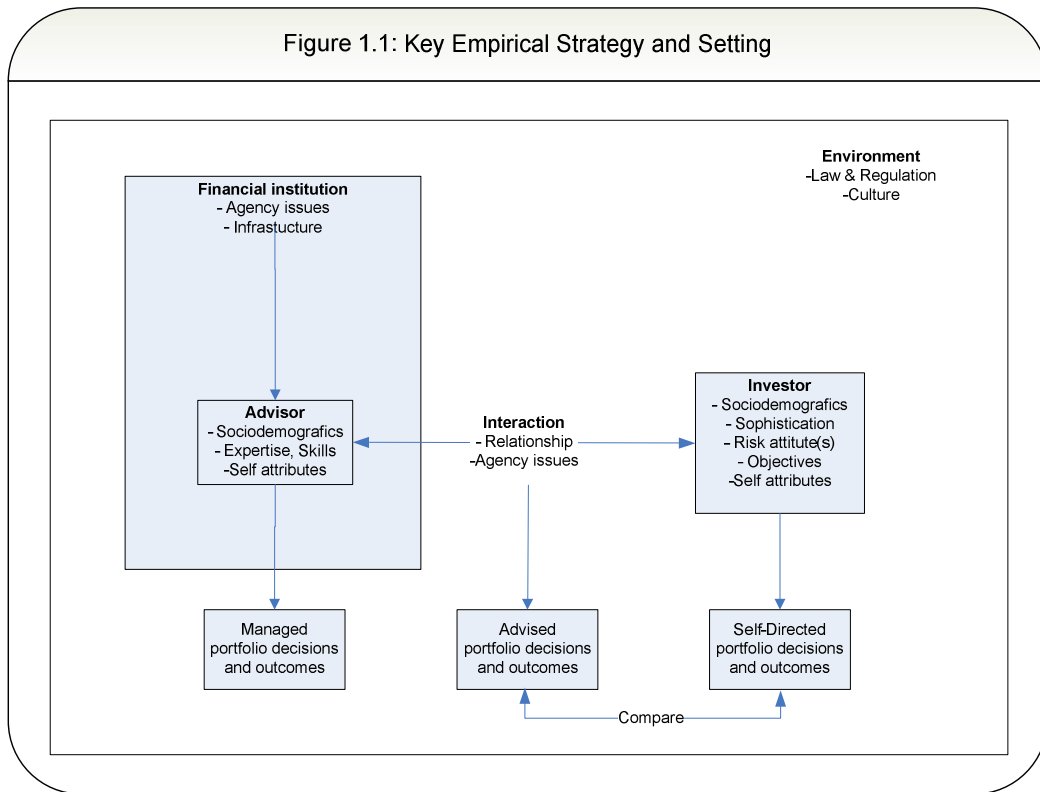 Figure 1.1: Key Empirical Strategy and Setting
Environment
-Law & Regulation
-Culture
Financial institution
- Agency issues
- Infrastucture
Advisor
- Sociodemografics
- Expertise, Skills
-Self attributes
Interaction
- Relationship
-Agency issues
Investor
- Sociodemografics
- Sophistication
- Risk attitute(s)
- Objectives
-Self attributes
Managed
portfolio decisions
and outcomes
Advised
portfolio decisions
and outcomes
Self-Directed
portfolio decisions
and outcomes
Compare